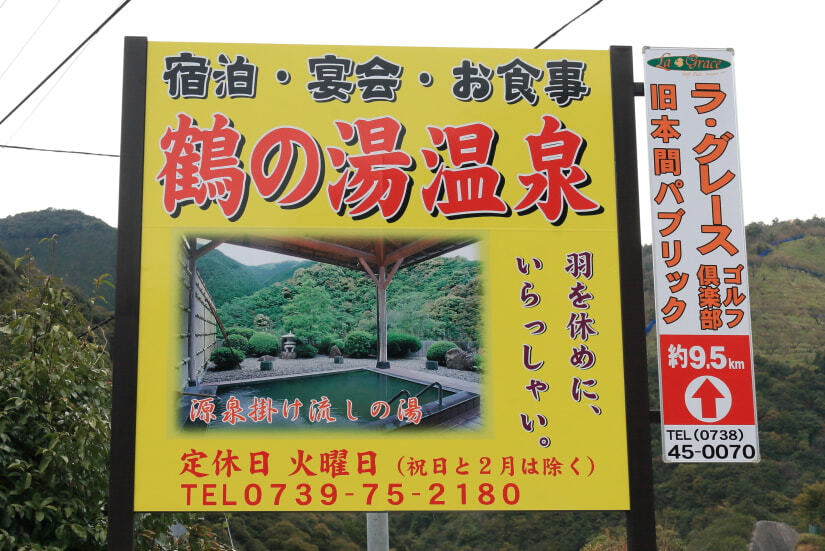 宿泊・宴会・お食事
鶴の湯温泉
羽を休めに、
いらっしゃい。
源泉掛け流しの湯
定休日 火曜日（祝日と２月は除く）
TEL0739-75-2180
La Grace
ラ・グレース
ゴルフ
倶楽部
旧本間パブリック
約9.5km
TEL(0738)
45-0070